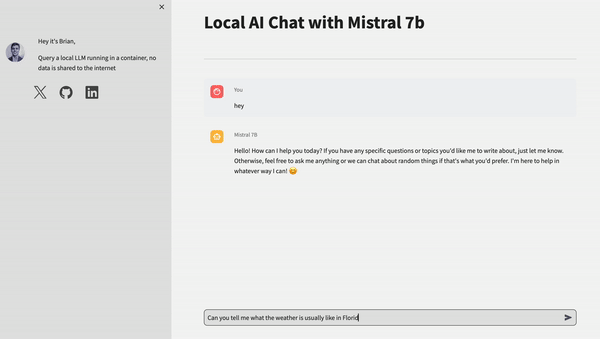 Hey it's Brian,
Query a local LLM running in a container, no
data is shared to the internet
Local AI Chat with Mistral 7b
You
hey
Mistral 7B
Hello! How can I help you today? If you have any specific questions or topics you'd like me to write about, just let me know.
Otherwise, feel free to ask me anything or we can chat about random things if that's what you'd prefer. I'm here to help in
whatever way I can! 😊
Can you tell me what the weather is usually like in Florid